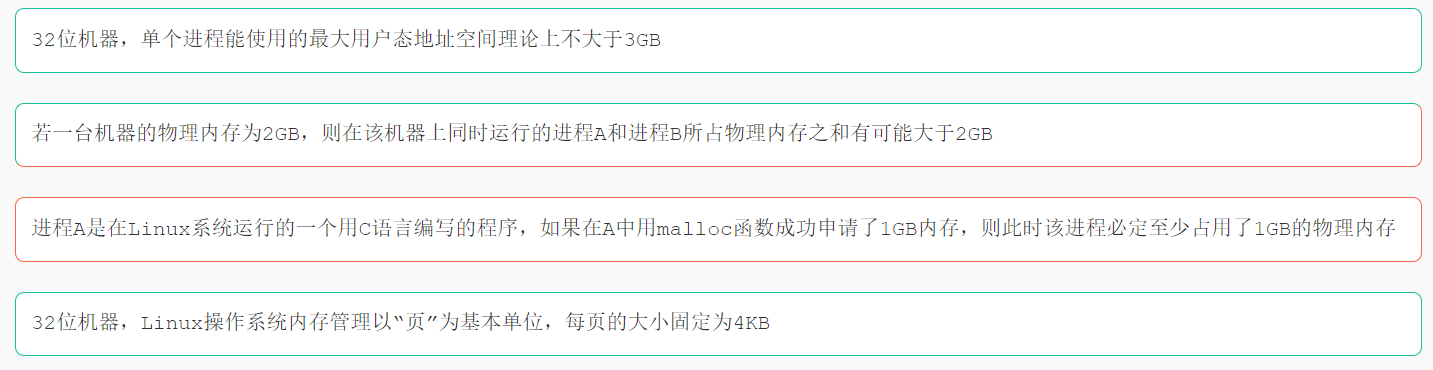 32位机器，单个进程能使用的最大用户态地址空间理论上不大于3GB
若一台机器的物理内存为2GB，则在该机器上同时运行的进程A和进程B所占物理内存之和有可能大于2GB
进程A是在Linux系统运行的一个用C语言编写的程序，如果在A中用malloc函数成功申请了1GB内存，则此时该进程必定至少占用了1GB的物理内存
32位机器，Linux操作系统内存管理以“页”为基本单位，每页的大小固定为4KB